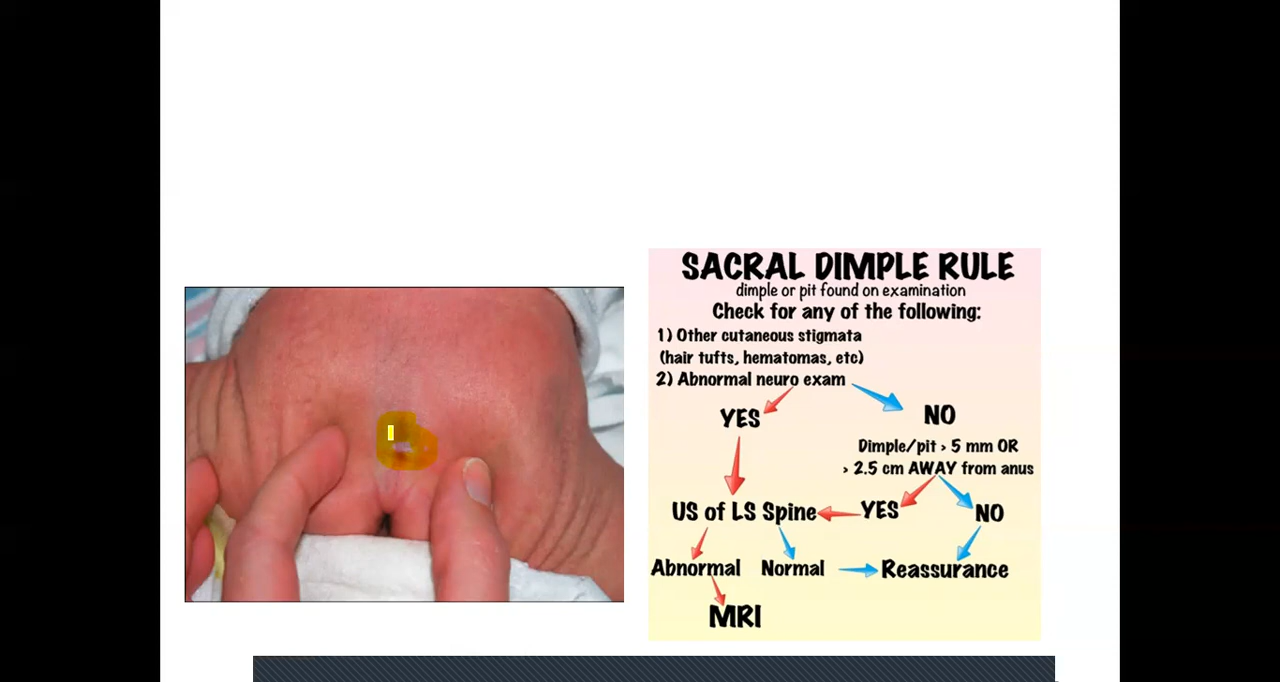 SACRAL DIMPLE RULE
dimple or pit found on examination
Check for any of the following:
1) Other cutaneous stigmata
(hair tufts, hematomas, etc)
2) Abnormal neuro exam
YES
NO
Dimple/pit > 5 mm OR
> 2.5 cm AWAY from anus
US of LS Spine
YES
NO
Abnormal
Normal
Reassurance
MRI